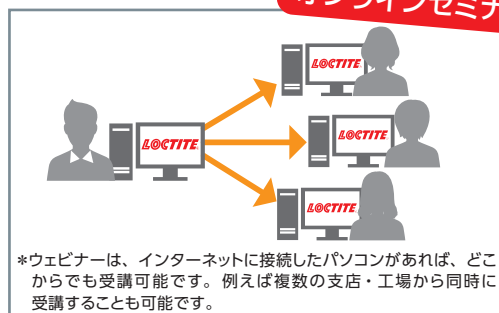 オンラインセミナ
LOCTITE
LOCTITE
LOCTITE
LOCTITE
*ウェビナーは、インターネットに接続したパソコンがあれば、どこ
からでも受講可能です。例えば複数の支店・工場から同時に
受講することも可能です。